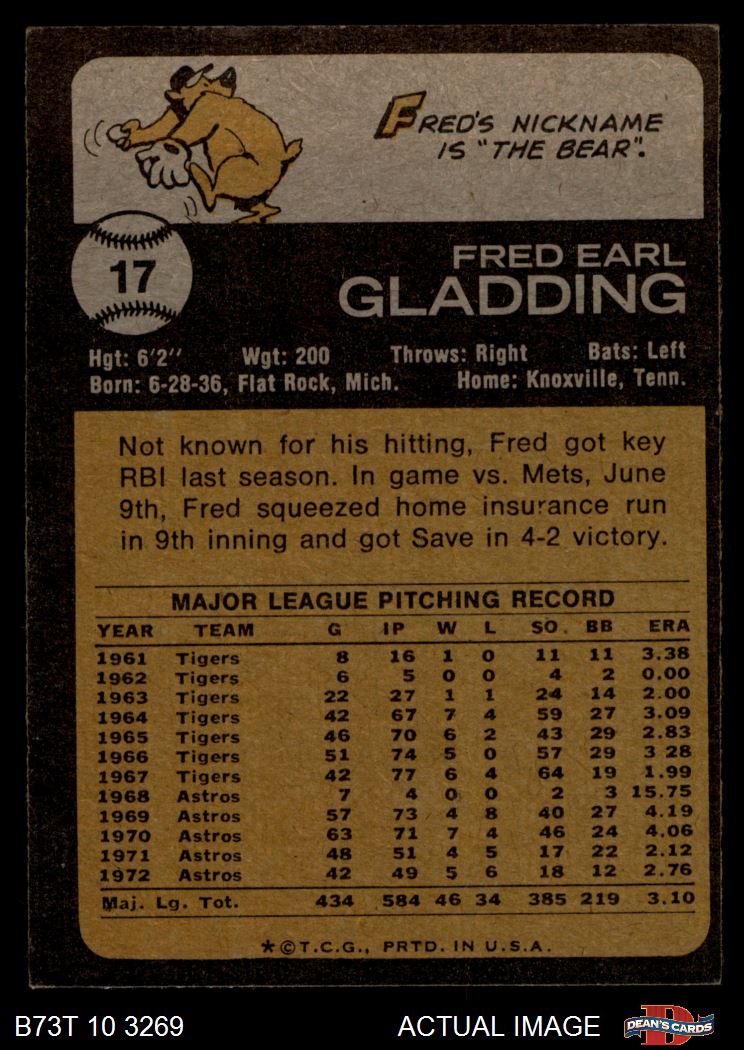 FRED'S NICKNAME
IS "THE BEAR".
17
FRED EARL
GLADDING
Hgt: 6'2" Wgt: 200 Throws: Right Bats: Left
Born: 6-28-36, Flat Rock, Mich. Home: Knoxville, Tenn.
Not known for his hitting, Fred got key
RBI last season. In game vs. Mets, June
9th, Fred squeezed home insurance run
in 9th inning and got Save in 4-2 victory.
MAJOR LEAGUE PITCHING RECORD
YEAR TEAM G IP W L SO. BB ERA
1961 Tigers 8 16 1 0 11 11 3.38
1962 Tigers 6 5 0 0 4 2 0.00
1963 Tigers 22 27 1 1 24 14 2.00
1964 Tigers 42 67 7 4 59 27 3.09
1965 Tigers 46 70 6 2 43 29 2.83
1966 Tigers 51 74 5 0 57 29 3 28
1967 Tigers 42 77 6 4 64 19 1.99
1968 Astros 7 4 0 0 2 3 15.75
1969 Astros 57 73 4 8 40 27 4.19
1970 Astros 63 71 7 4 46 24 4.06
1971 Astros 48 51 4 5 17 22 2.12
1972 Astros 42 49 5 6 18 12 2.76
Maj. Lg. Tot. 434 584 46 34 385 219 3.10
*©T.C.G., PRTD. IN U.S.A.
B73T 10 3269 ACTUAL IMAGE D DEAN'S CARDS